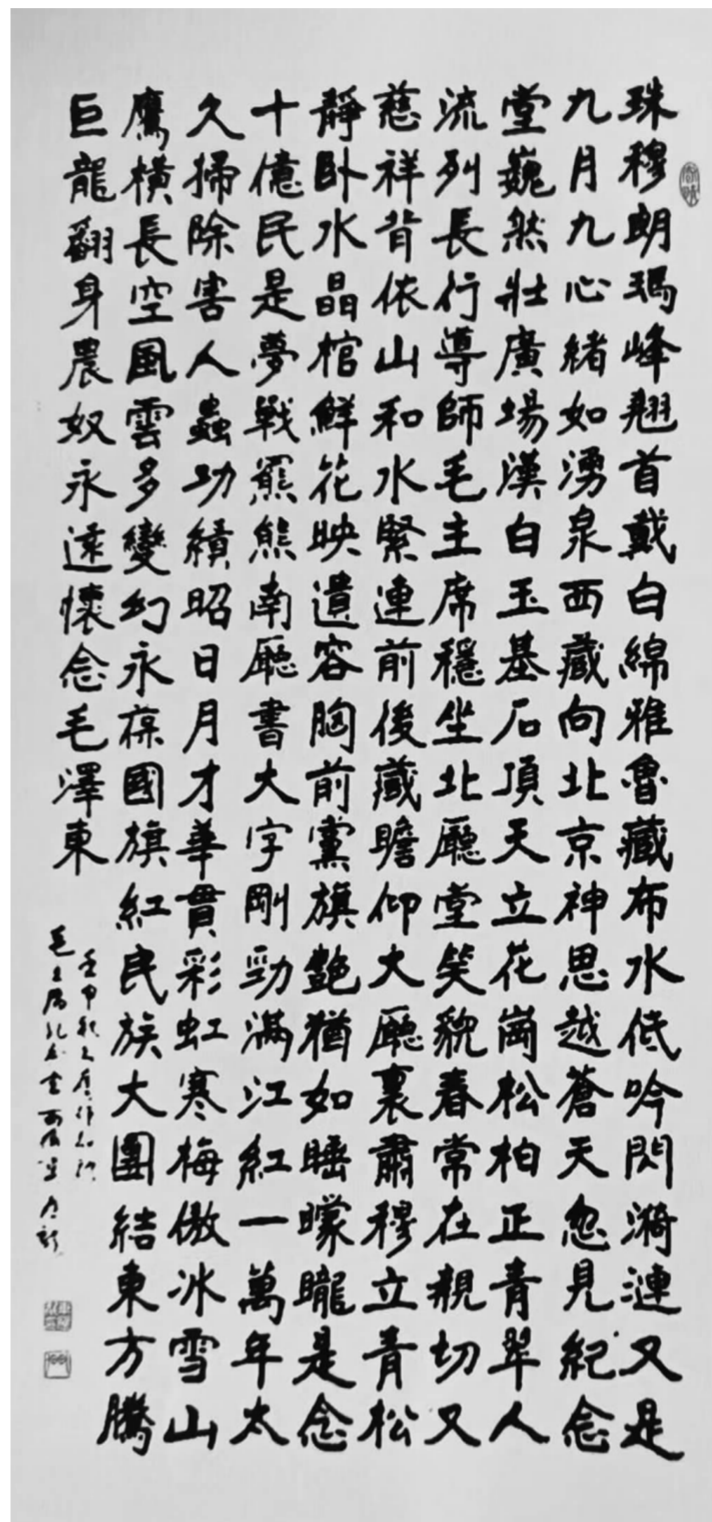 珠穆朗瑪峰翹首戴白綿雅魯藏布水低吟閃漪漣又是
九月九心緒如湧泉西藏向北京神思越蒼天忽見紀念
堂巍然壯廣場漢白玉基石頂天立花崗松柏正青翠人
流列長行導師毛主席穩坐北廳堂笑貌春常在親切又
慈祥背依山和水緊連前後藏瞻仰大廳裏肅穆立青松
靜臥水晶棺鮮花映遺容胸前黨旗艷猶如睡曚曨是念
十億民是夢戰羆熊南廳書大字剛勁滿江紅一萬年太
久掃除害人蟲功績昭日月才華貫彩虹寒梅傲冰雪山
鷹橫長空風雲多變幻永葆國旗紅民族大團結東方騰
巨龍翻身農奴永遠懷念毛澤東
壬申秋
毛主席